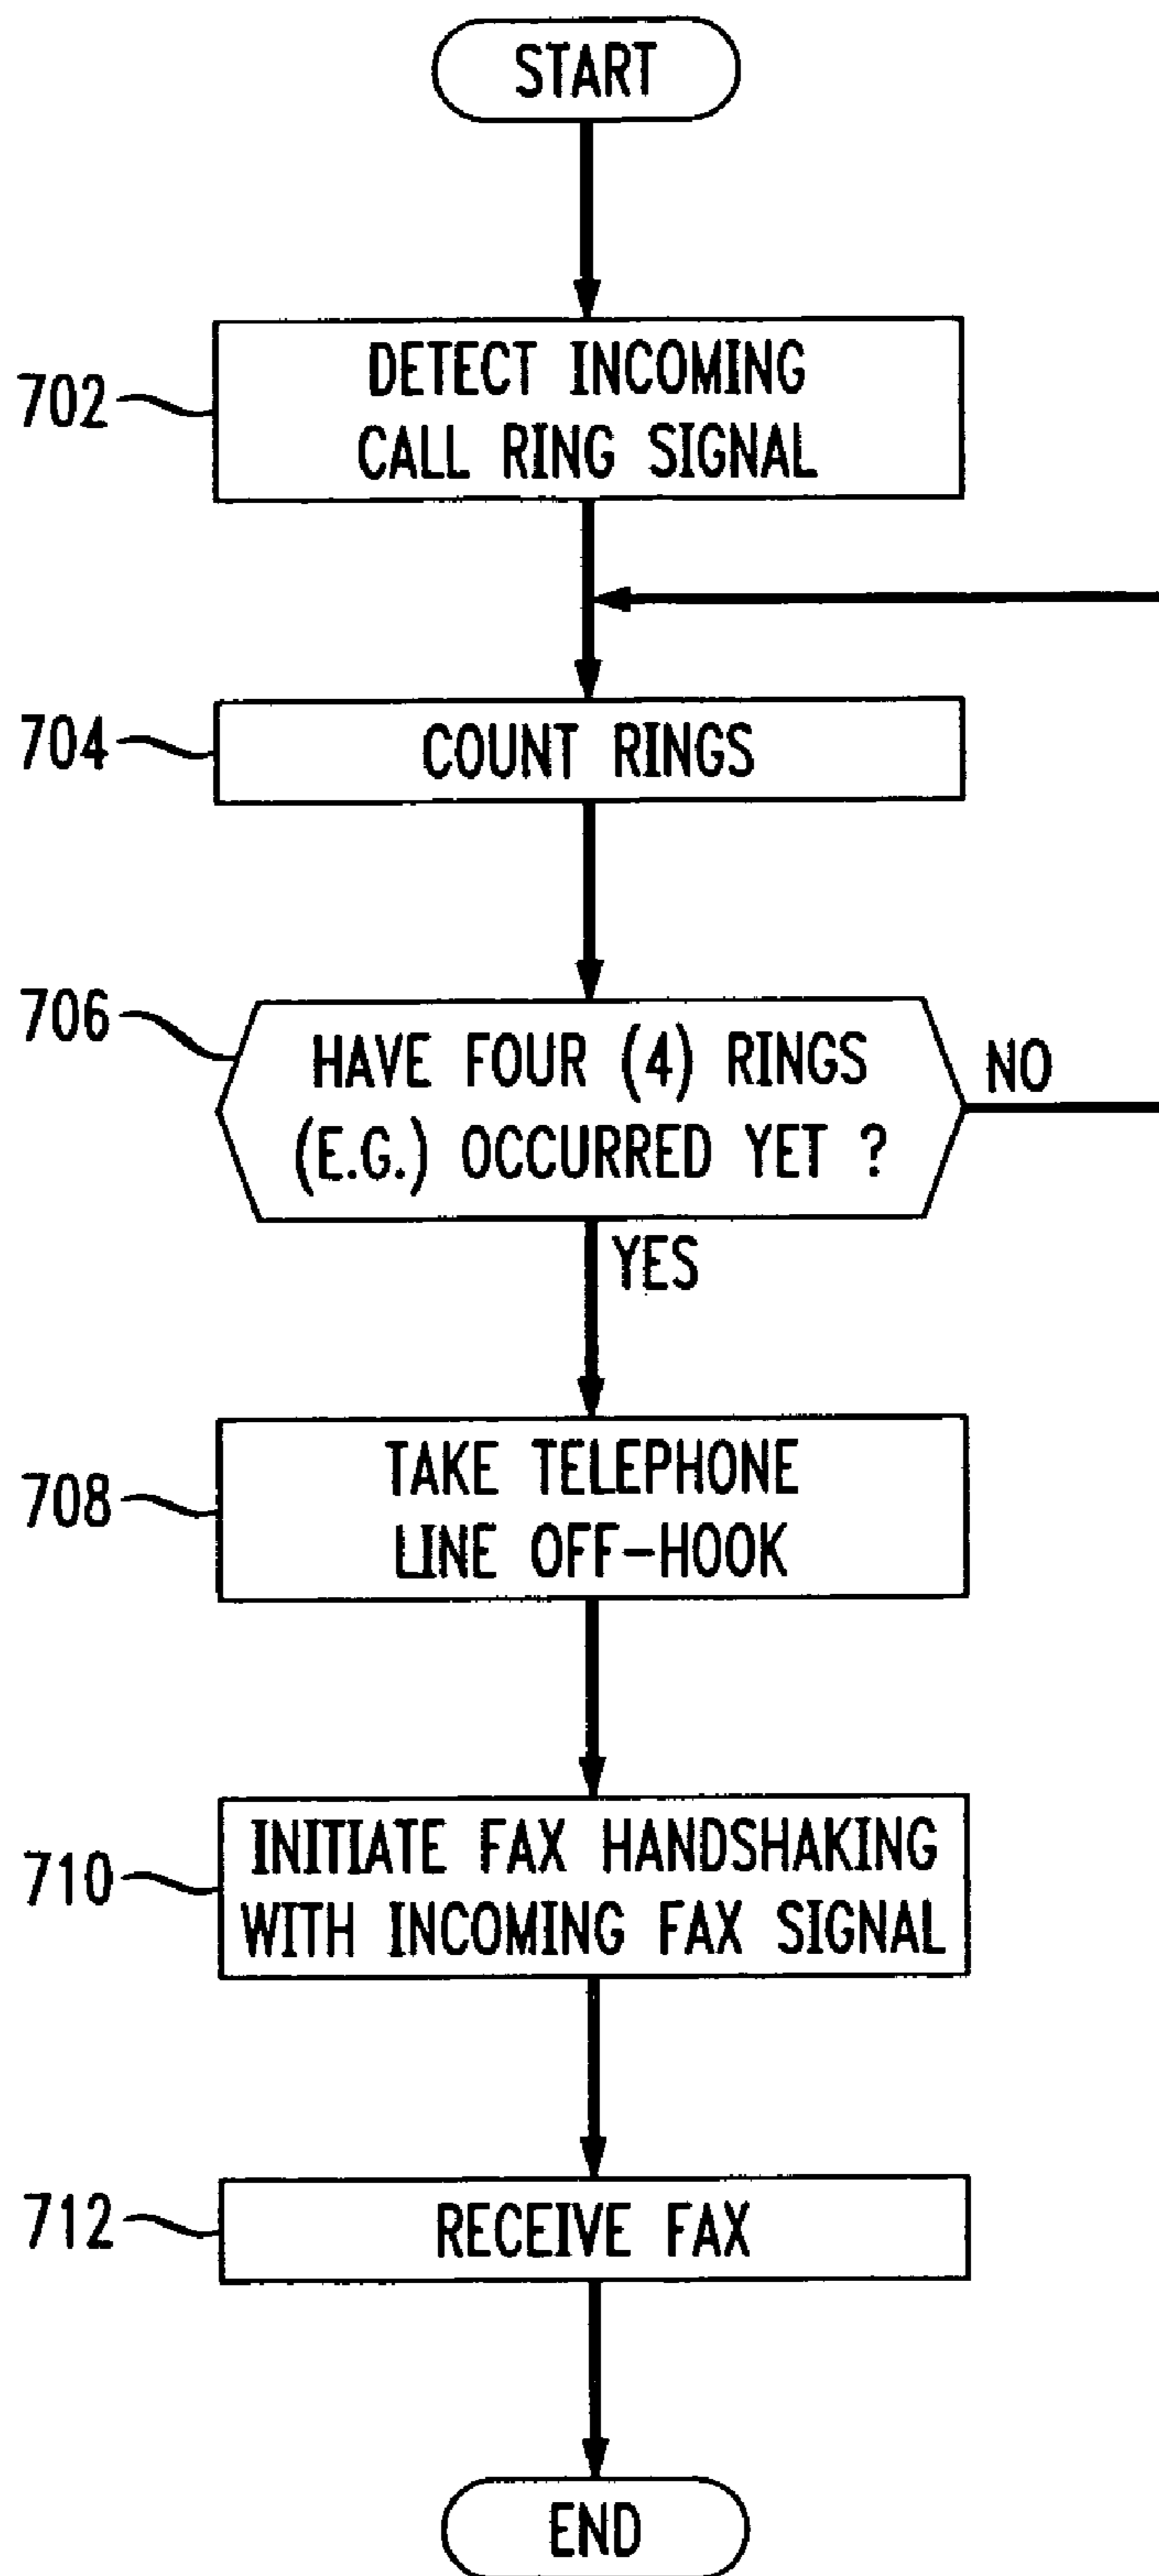 START
702
DETECT INCOMING
CALL RING SIGNAL
704
COUNT RINGS
706
HAVE FOUR (4) RINGS
(E.G.) OCCURRED YET ?
NO
YES
708
TAKE TELEPHONE
LINE OFF-HOOK
710
INITIATE FAX HANDSHAKING
WITH INCOMING FAX SIGNAL
712
RECEIVE FAX
END